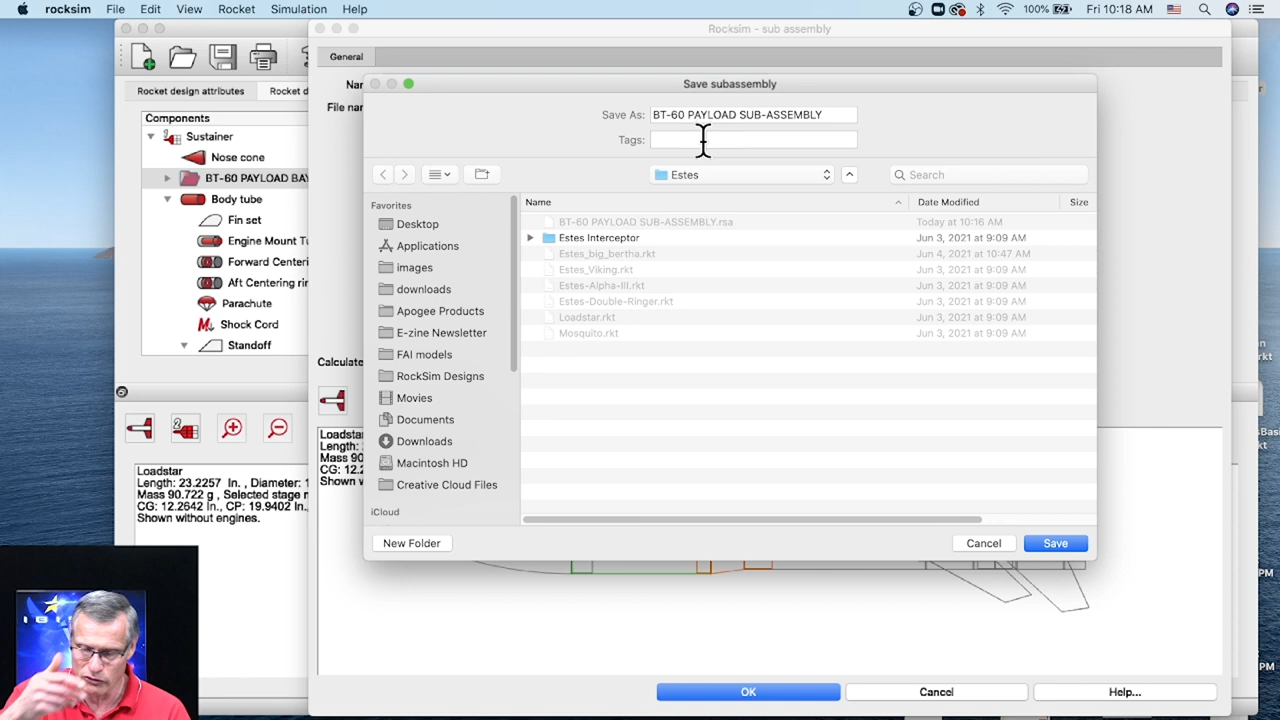 rocksim File Edit View Rocket Simulation Help 100% Fri 10:18 AM
Rocksim - sub assembly
General
Save subassembly
Rocket design attributes
Components
Sustainer
Nose cone
BT-60 PAYLOAD BA
Body tube
Fin set
Engine Mount Tu
Forward Centeri
Aft Centering ri
Parachute
Shock Cord
Standoff
Save As: BT-60 PAYLOAD SUB-ASSEMBLY
Tags:
Estes
Search
Favorites
Desktop
Applications
images
downloads
Apogee Products
E-zine Newsletter
FAI models
RockSim Designs
Movies
Documents
Downloads
Macintosh HD
Creative Cloud Files
iCloud
Name Date Modified Size
BT-60 PAYLOAD SUB-ASSEMBLY.rsa Today at 10:16 AM
Estes Interceptor Jun 3, 2021 at 9:09 AM
Estes_big_bertha.rkt Jun 4, 2021 at 10:47 AM
Estes_Viking.rkt Jun 3, 2021 at 9:09 AM
Estes-Alpha-III.rkt Jun 3, 2021 at 9:09 AM
Estes-Double-Ringer.rkt Jun 3, 2021 at 9:09 AM
Loadstar.rkt Jun 3, 2021 at 9:09 AM
Mosquito.rkt Jun 3, 2021 at 9:09 AM
New Folder Cancel Save
Loadstar
Length: 23.2257 In. , Diameter: 1
Mass 90.722 g , Selected stage m
CG: 12.2642 In., CP: 19.9402 In.
Shown without engines.
OK Cancel Help...